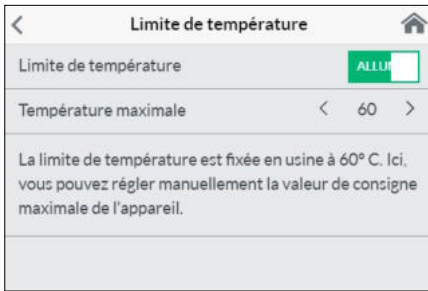 Limite de température
Limite de température
Température maximale < 60 >
La limite de température est fixée en usine à 60° C. Ici,
vous pouvez régler manuellement la valeur de consigne
maximale de l'appareil.